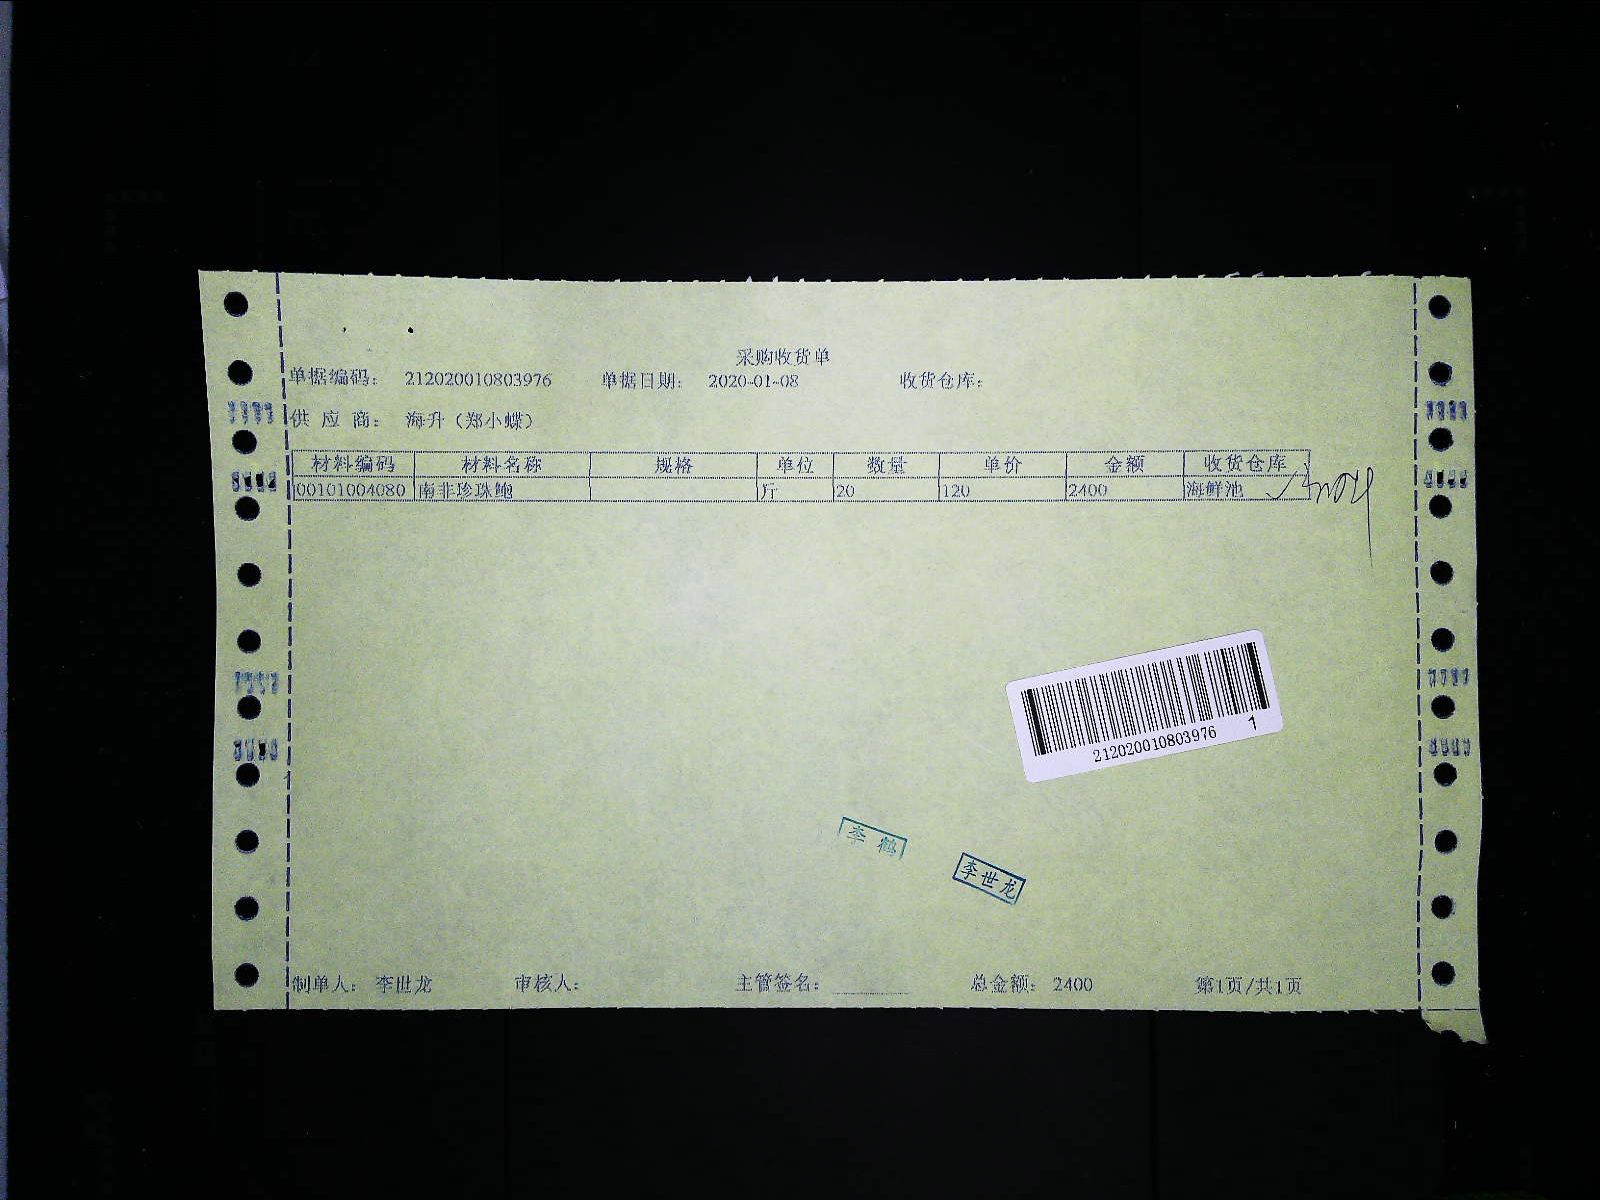 采购收货单
单据编码： 212020010803976 单据日期： 2020-01-08 收货仓库：
供 应 商： 海升（郑小蝶）
材料编码 材料名称 规格 单位 数量 单价 金额 收货仓库
00101004080 南非珍珠鲍 斤 20 120 2400 海鲜池
212020010803976 1
李鹤
李世龙
制单人： 李世龙 审核人： 主管签名： 总金额： 2400 第1页/共1页